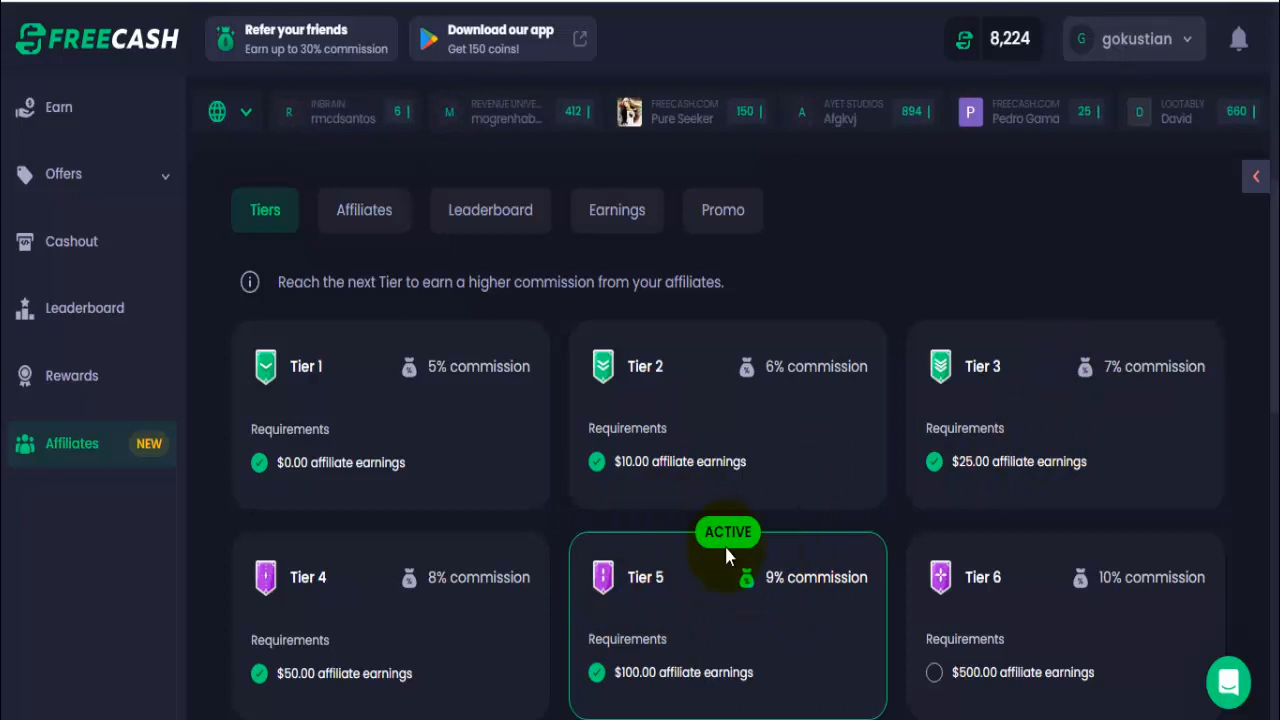 FREECASH
Refer your friends
Earn up to 30% commission
Download our app
Get 150 coins!
8,224
G gokustian
Earn
Offers
Cashout
Leaderboard
Rewards
Affiliates NEW
R INBRAIN rmcdsantos 6
M REVENUE UNIVE... mogrenhab... 412
FREECASH.COM Pure Seeker 150
A AYET STUDIOS Afgkvj 894
P FREECASH.COM Pedro Gama 25
D LOOTABLY David 660
Tiers Affiliates Leaderboard Earnings Promo
Reach the next Tier to earn a higher commission from your affiliates.
Tier 1 5% commission
Requirements
$0.00 affiliate earnings
Tier 2 6% commission
Requirements
$10.00 affiliate earnings
Tier 3 7% commission
Requirements
$25.00 affiliate earnings
Tier 4 8% commission
Requirements
$50.00 affiliate earnings
ACTIVE
Tier 5 9% commission
Requirements
$100.00 affiliate earnings
Tier 6 10% commission
Requirements
$500.00 affiliate earnings